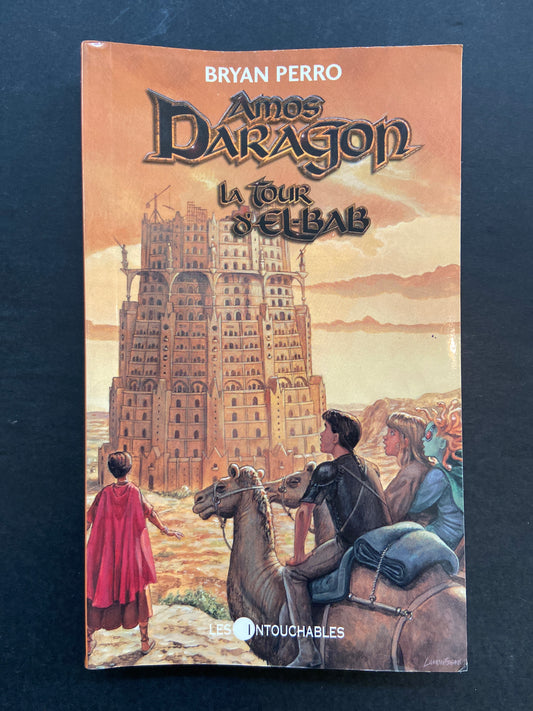 BRYAN PERRO
AMOS
DARAGON
LA TOUR
d'EL-BAB
LES INTOUCHABLES